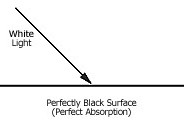 White
Light
Perfectly Black Surface
(Perfect Absorption)